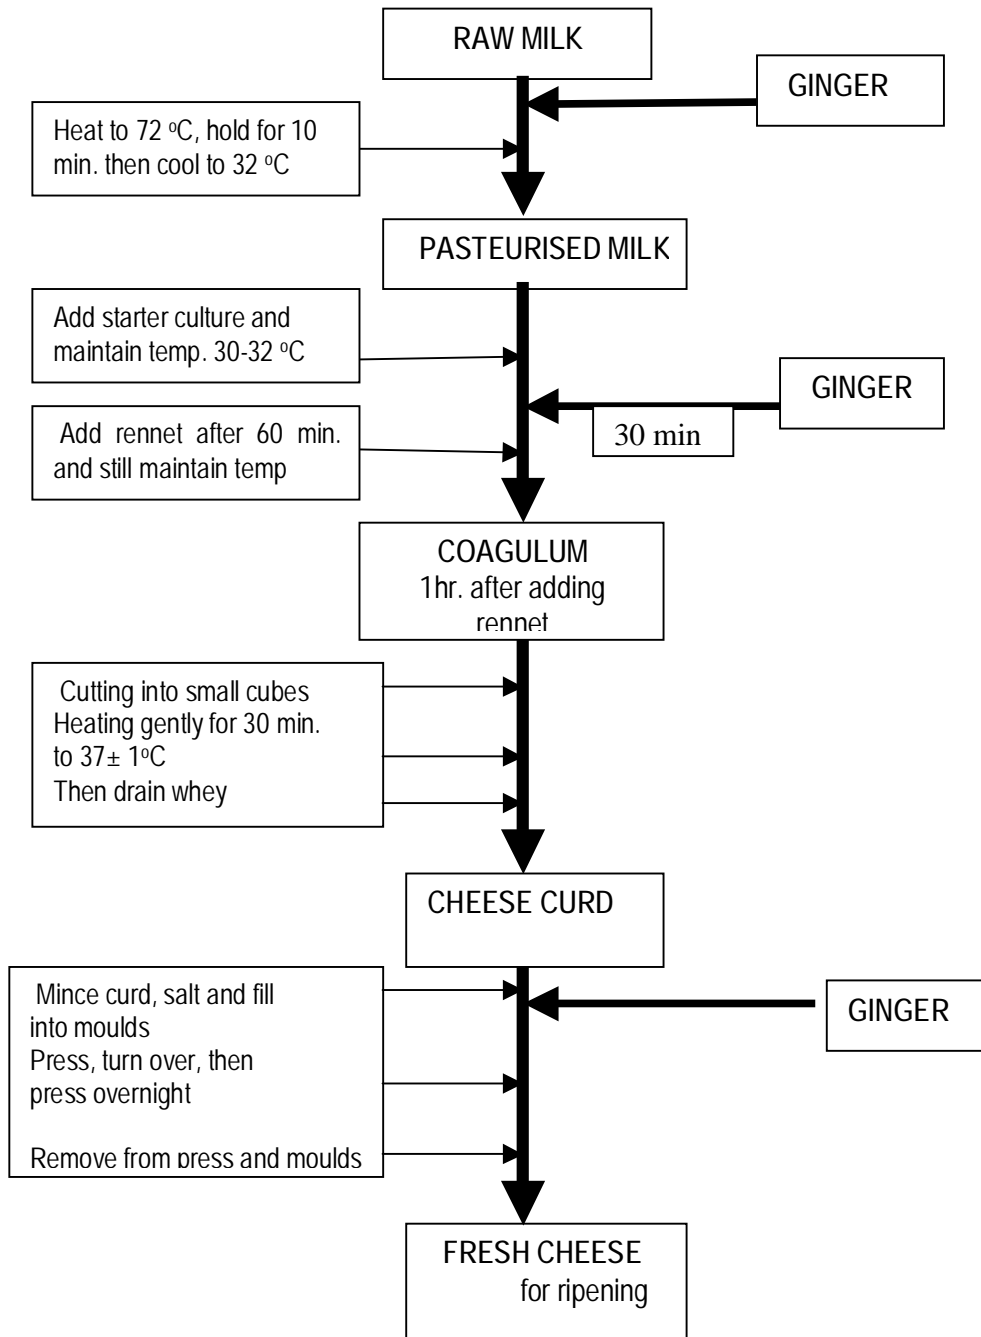 RAW MILK
GINGER
Heat to 72 ºC, hold for 10
min. then cool to 32 ºC
PASTEURISED MILK
Add starter culture and
maintain temp. 30-32 ºC
GINGER
30 min
Add rennet after 60 min.
and still maintain temp
COAGULUM
1hr. after adding
rennet
Cutting into small cubes
Heating gently for 30 min.
to 37± 1ºC
Then drain whey
CHEESE CURD
Mince curd, salt and fill
into moulds
Press, turn over, then
press overnight
Remove from press and moulds
GINGER
FRESH CHEESE
for ripening